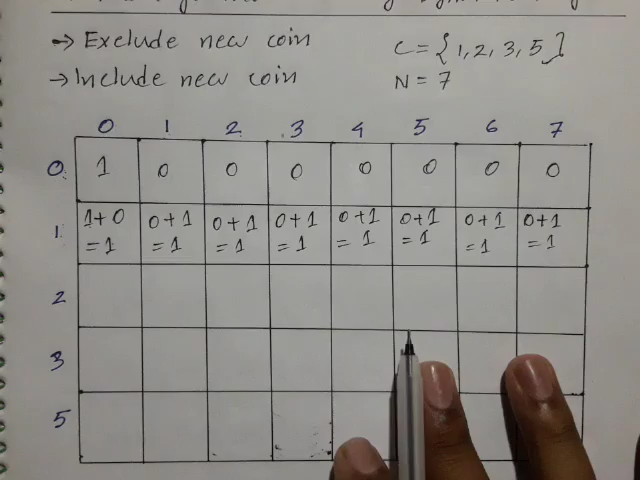 → Exclude new coin
C = {1, 2, 3, 5}
→ Include new coin
N = 7
0 1 2 3 4 5 6 7
0 1 0 0 0 0 0 0 0
1 1+0 0+1 0+1 0+1 0+1 0+1 0+1 0+1
=1 =1 =1 =1 =1 =1 =1 =1
2
3
5